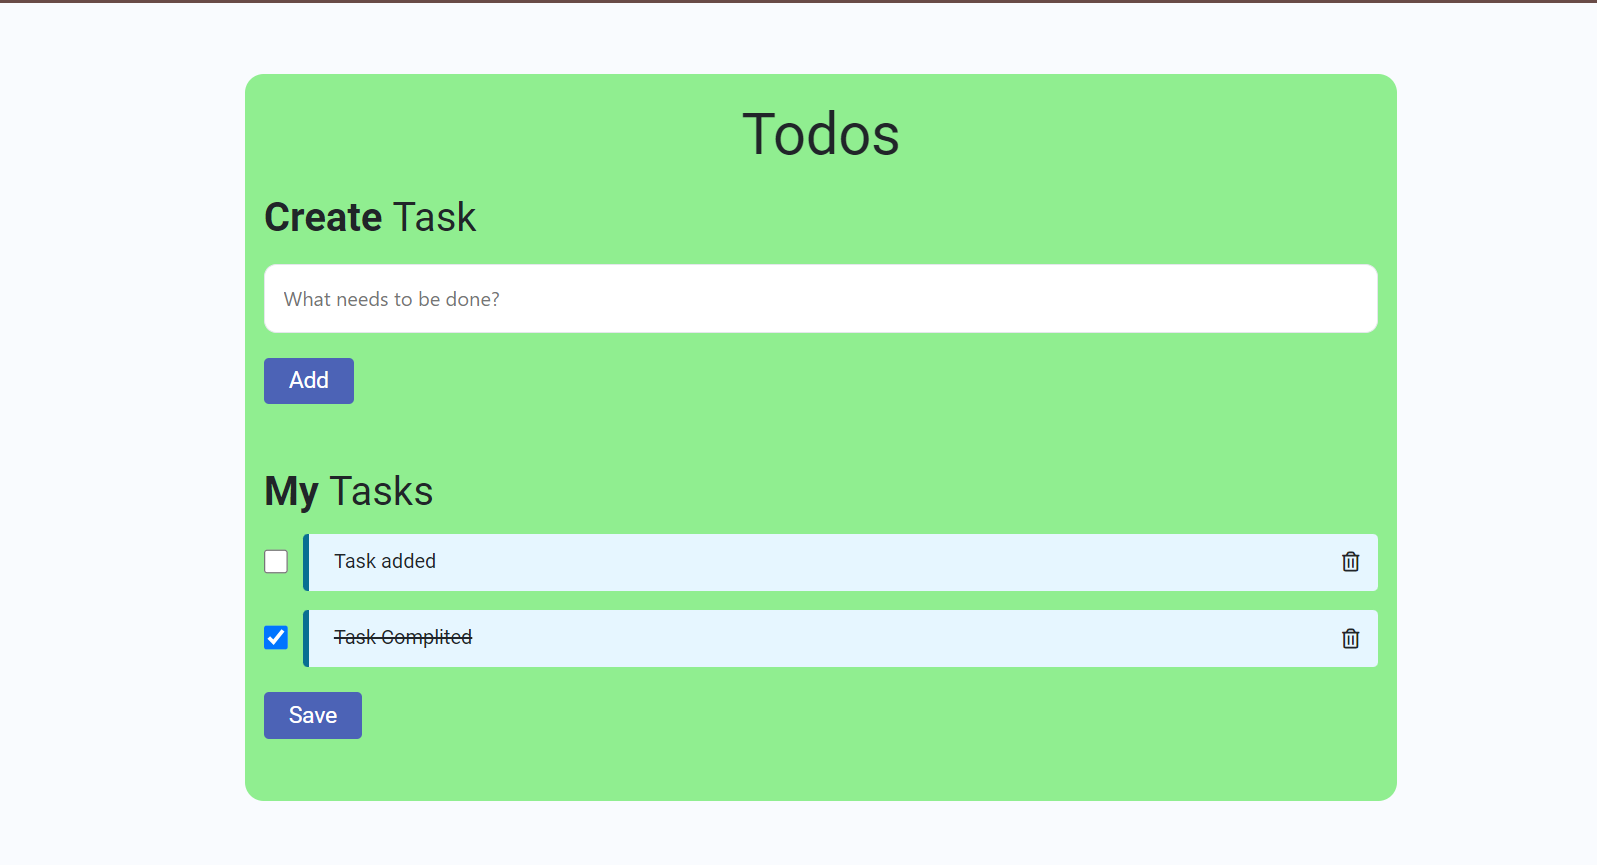 Todos
Create Task
What needs to be done?
Add
My Tasks
Task added
Task Complited
Save